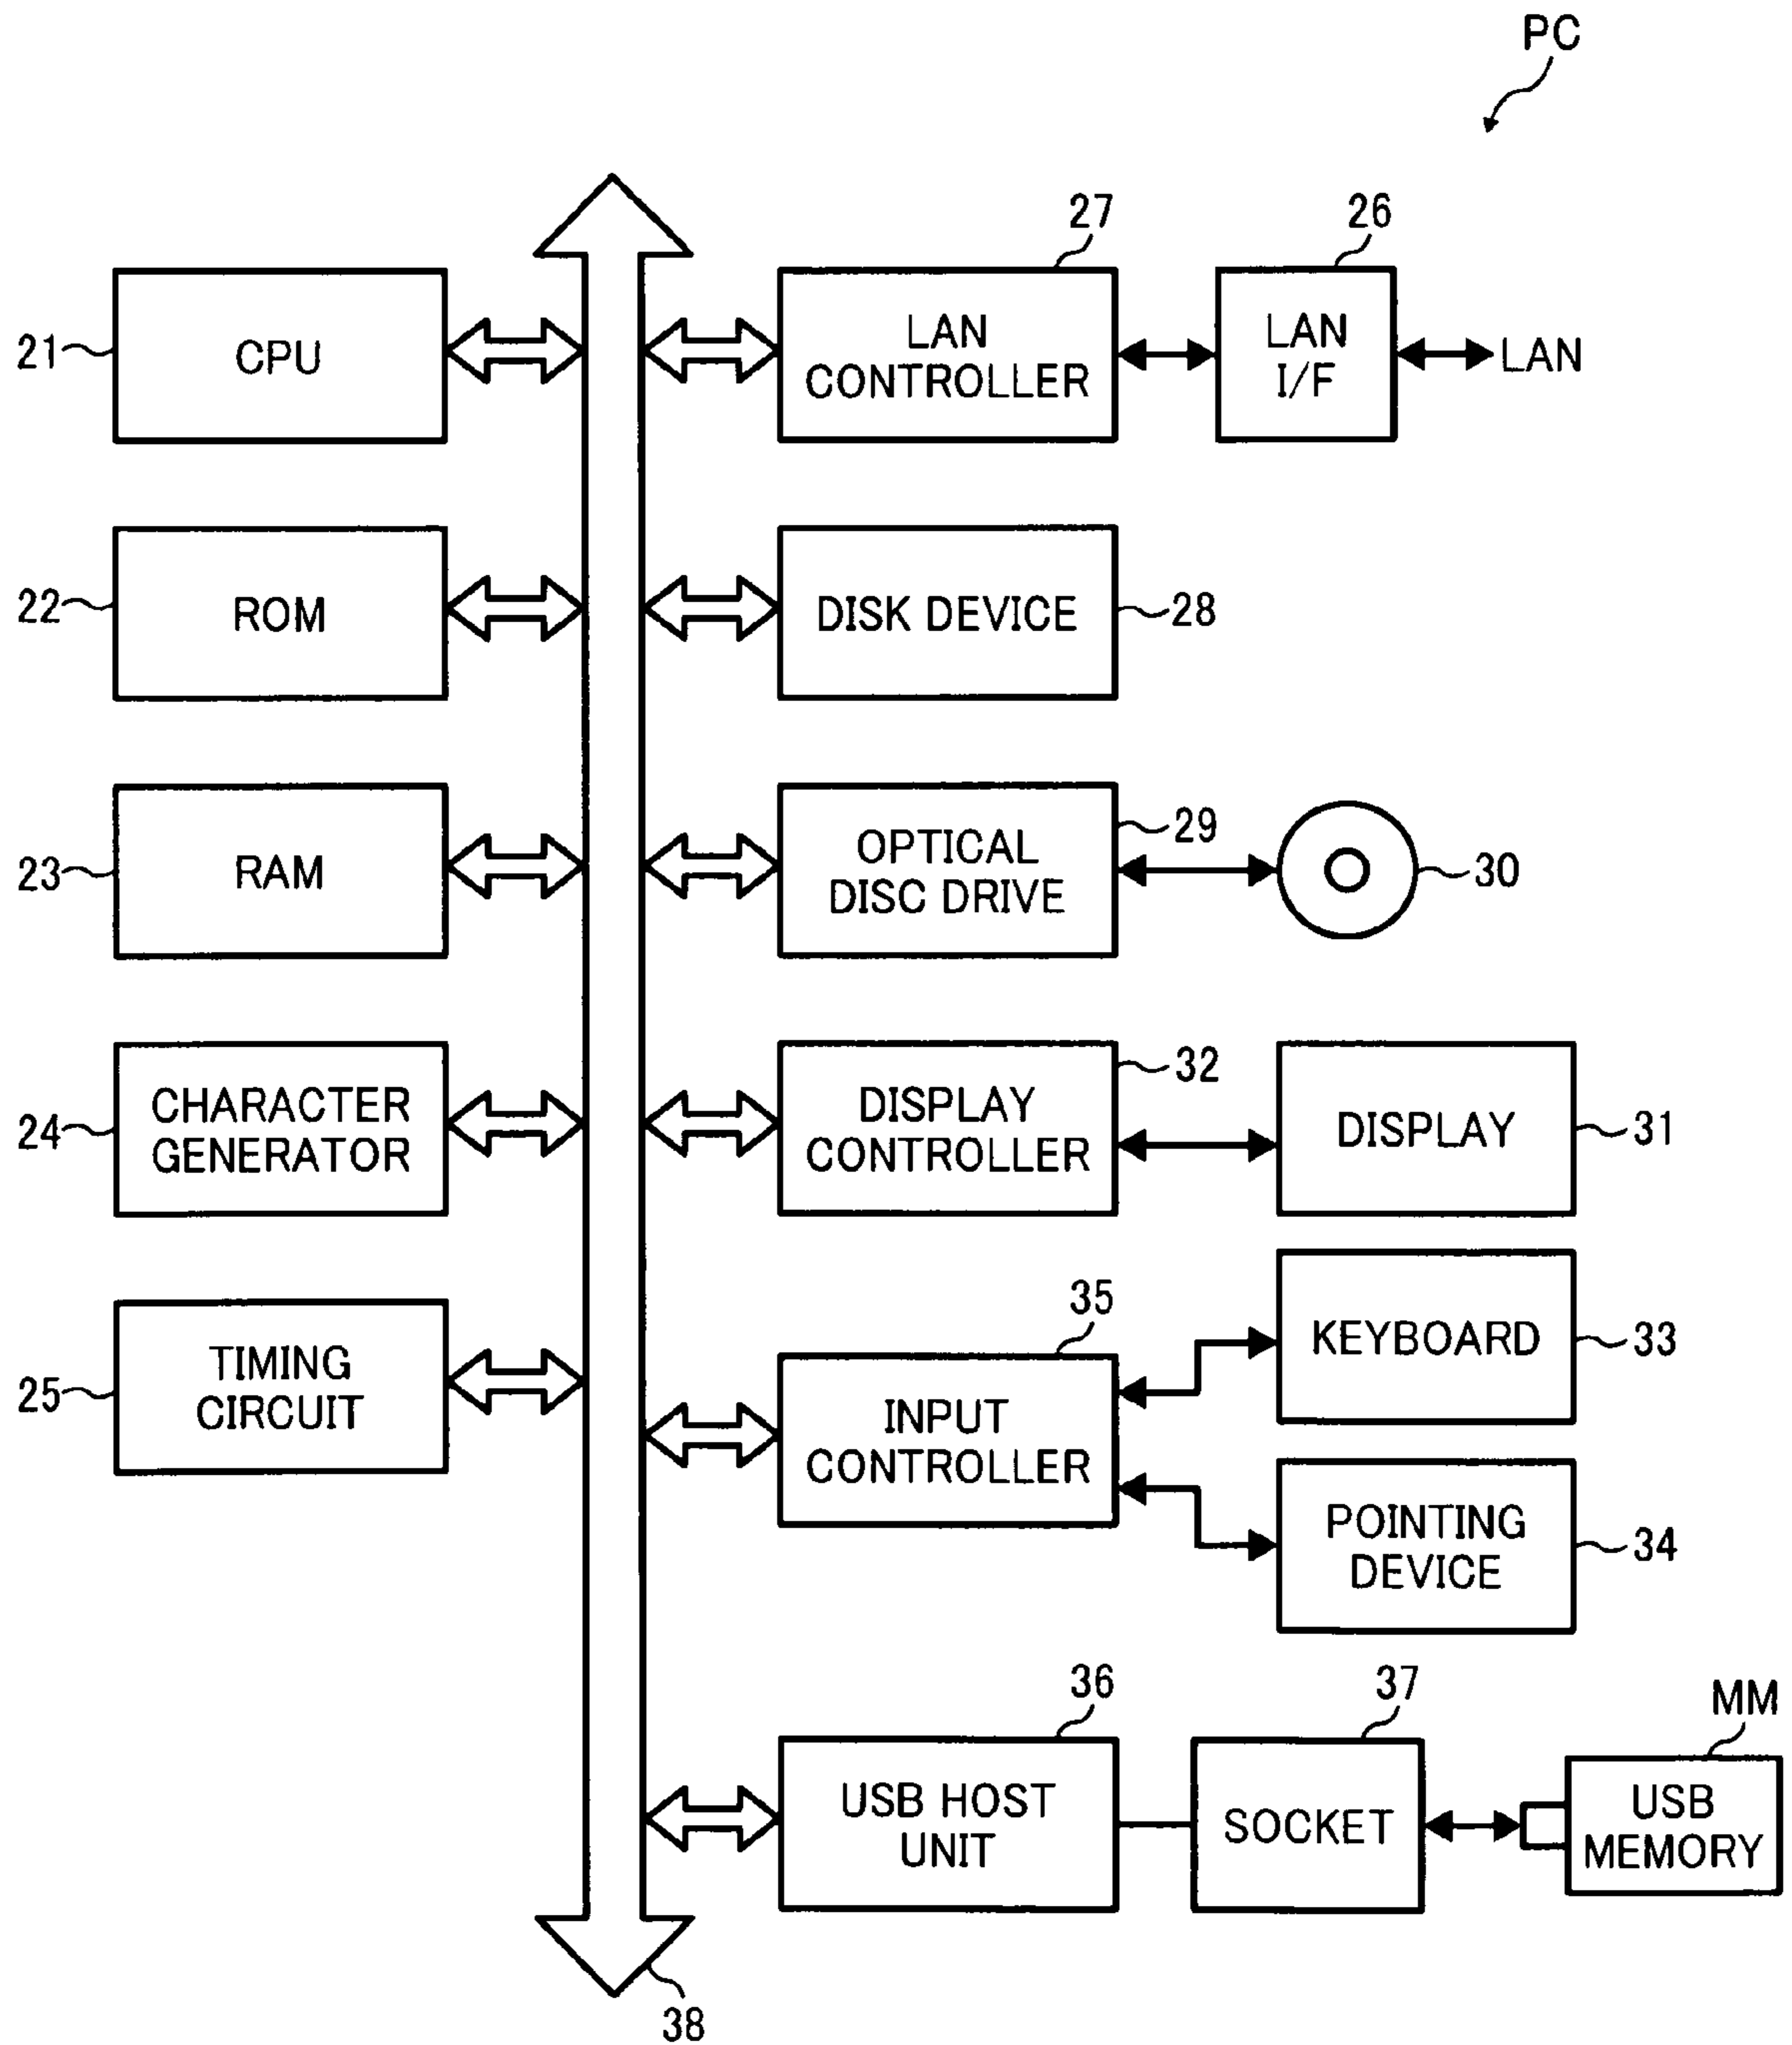 PC
27
26
21
CPU
LAN
CONTROLLER
LAN
I/F
LAN
22
ROM
DISK DEVICE
28
23
RAM
OPTICAL
DISC DRIVE
29
30
24
CHARACTER
GENERATOR
DISPLAY
CONTROLLER
32
DISPLAY
31
25
TIMING
CIRCUIT
35
INPUT
CONTROLLER
KEYBOARD
33
POINTING
DEVICE
34
36
37
MM
USB HOST
UNIT
SOCKET
USB
MEMORY
38